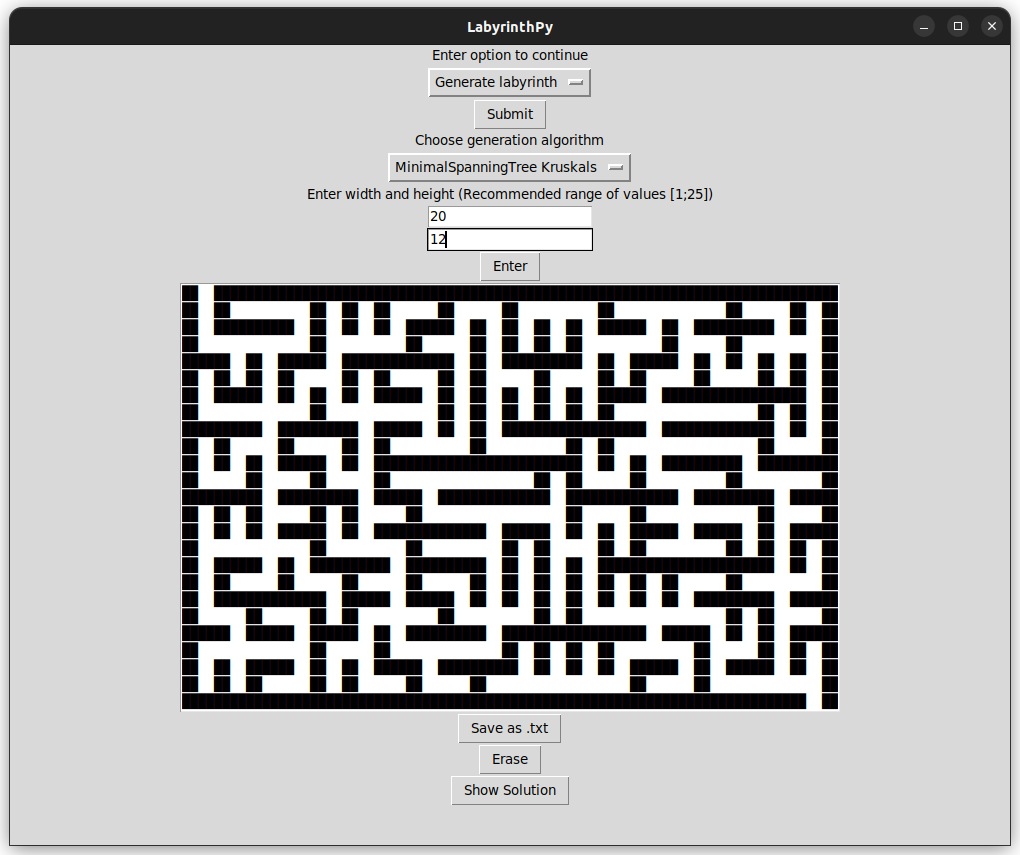 LabyrinthPy
Enter option to continue
Generate labyrinth
Submit
Choose generation algorithm
MinimalSpanningTree Kruskals
Enter width and height (Recommended range of values [1;25])
20
12
Enter
Save as .txt
Erase
Show Solution